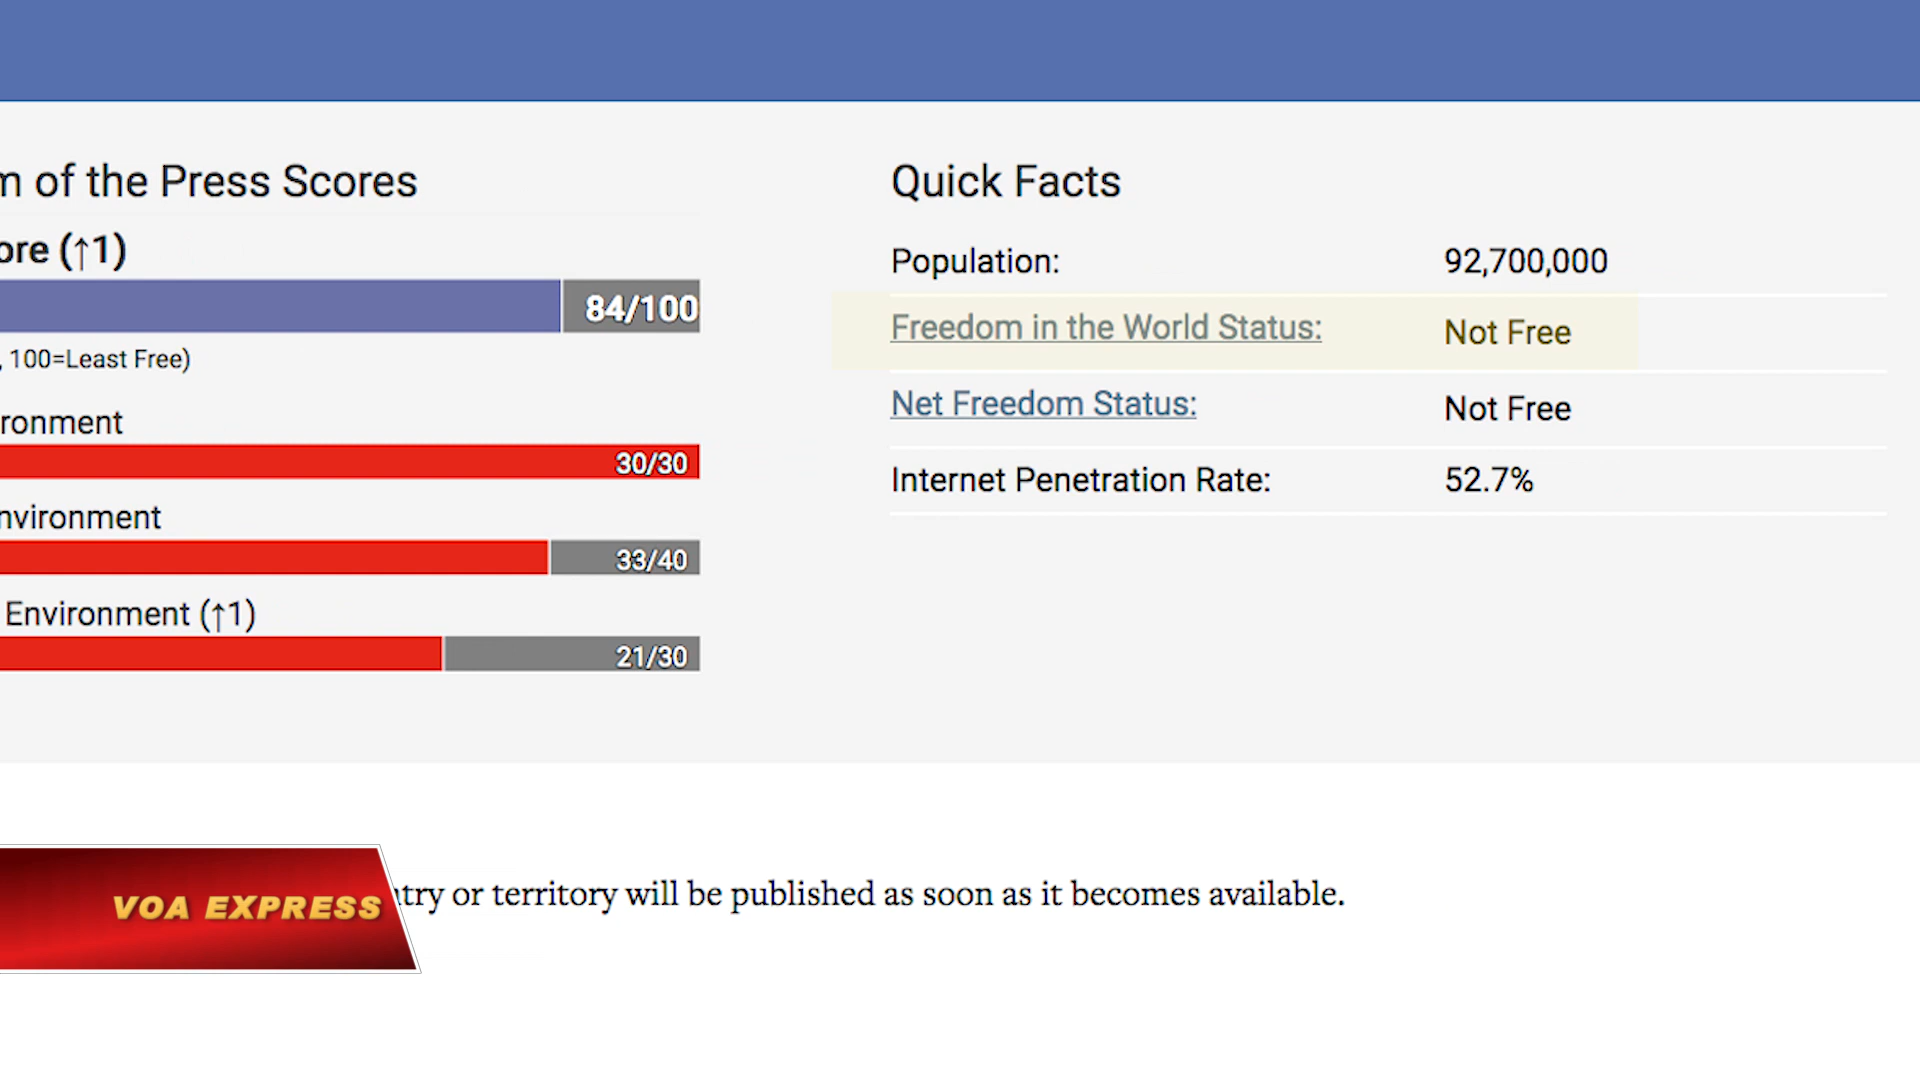 m of the Press Scores
ore (↑1)
84/100
, 100=Least Free)
ronment
30/30
nvironment
33/40
Environment (↑1)
21/30
Quick Facts
Population: 92,700,000
Freedom in the World Status: Not Free
Net Freedom Status: Not Free
Internet Penetration Rate: 52.7%
VOA EXPRESS
ntry or territory will be published as soon as it becomes available.